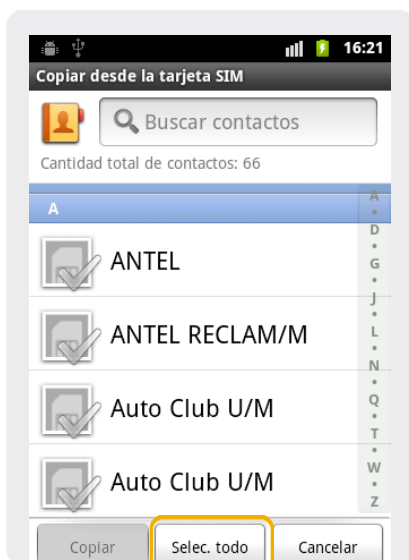 16:21
Copiar desde la tarjeta SIM
Buscar contactos
Cantidad total de contactos: 66
A
ANTEL
ANTEL RECLAM/M
Auto Club U/M
Auto Club U/M
A
D
G
J
L
N
Q
T
W
Z
Copiar Selec. todo Cancelar